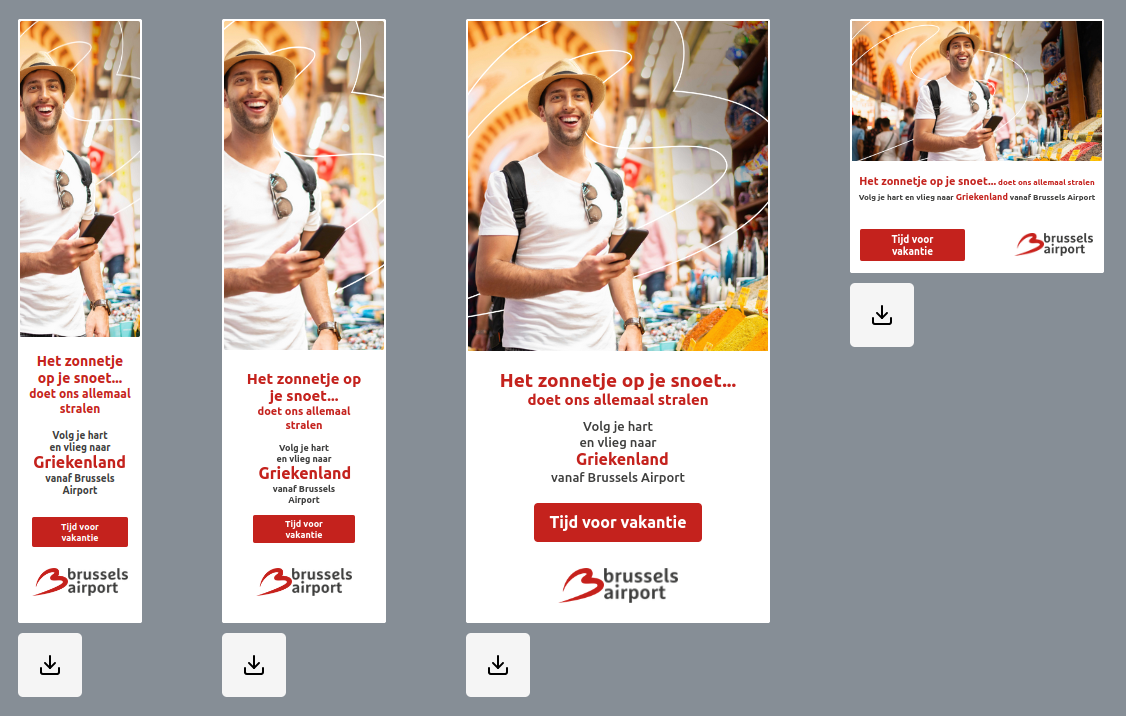 Het zonnetje
op je snoet...
doet ons allemaal
stralen
Volg je hart
en vlieg naar
Griekenland
vanaf Brussels
Airport
Tijd voor
vakantie
brussels
airport
Het zonnetje op
je snoet...
doet ons allemaal
stralen
Volg je hart
en vlieg naar
Griekenland
vanaf Brussels
Airport
Tijd voor
vakantie
brussels
airport
Het zonnetje op je snoet...
doet ons allemaal stralen
Volg je hart
en vlieg naar
Griekenland
vanaf Brussels Airport
Tijd voor vakantie
brussels
airport
Het zonnetje op je snoet... doet ons allemaal stralen
Volg je hart en vlieg naar Griekenland vanaf Brussels Airport
Tijd voor
vakantie
brussels
airport